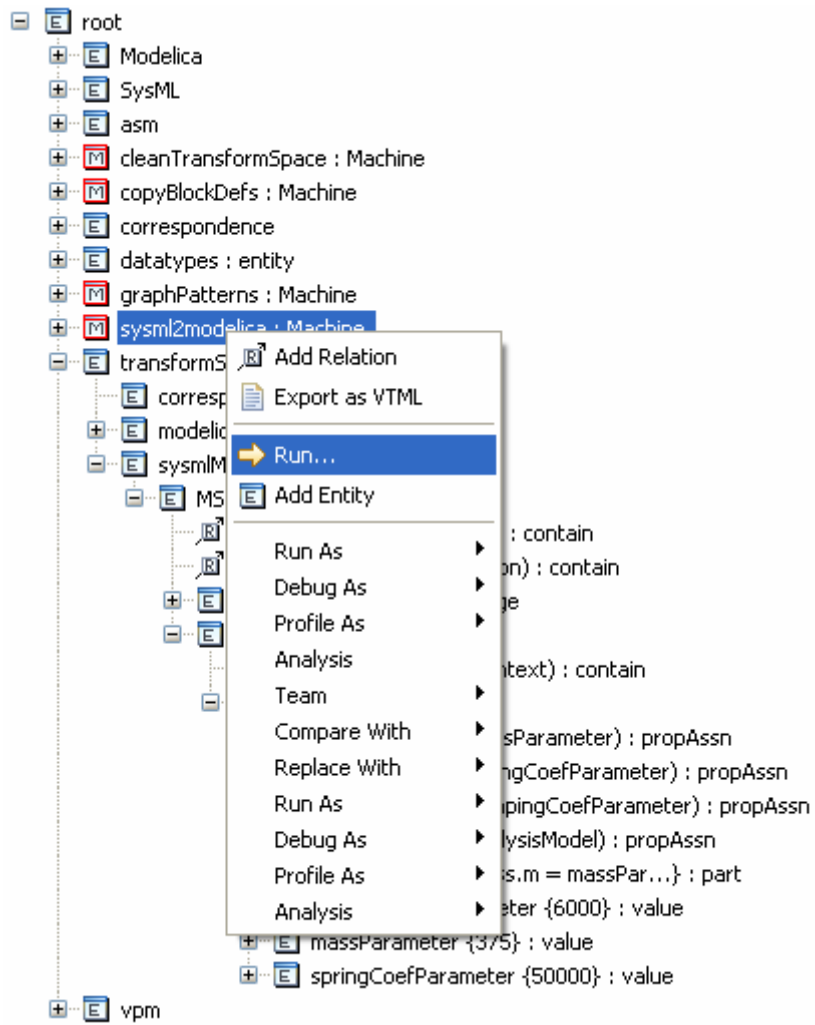 root
Modelica
SysML
asm
cleanTransformSpace : Machine
copyBlockDefs : Machine
correspondence
datatypes : entity
graphPatterns : Machine
sysml2modelica : Machine
transformS
corresp
modelic
sysmlM
MS
Add Relation
Export as VTML
Run...
Add Entity
Run As
Debug As
Profile As
Analysis
Team
Compare With
Replace With
Run As
Debug As
Profile As
Analysis
: contain
on) : contain
ge
ntext) : contain
sParameter) : propAssn
ngCoefParameter) : propAssn
pingCoefParameter) : propAssn
lysisModel) : propAssn
s.m = massPar...} : part
eter {6000} : value
massParameter {375} : value
springCoefParameter {50000} : value
vpm